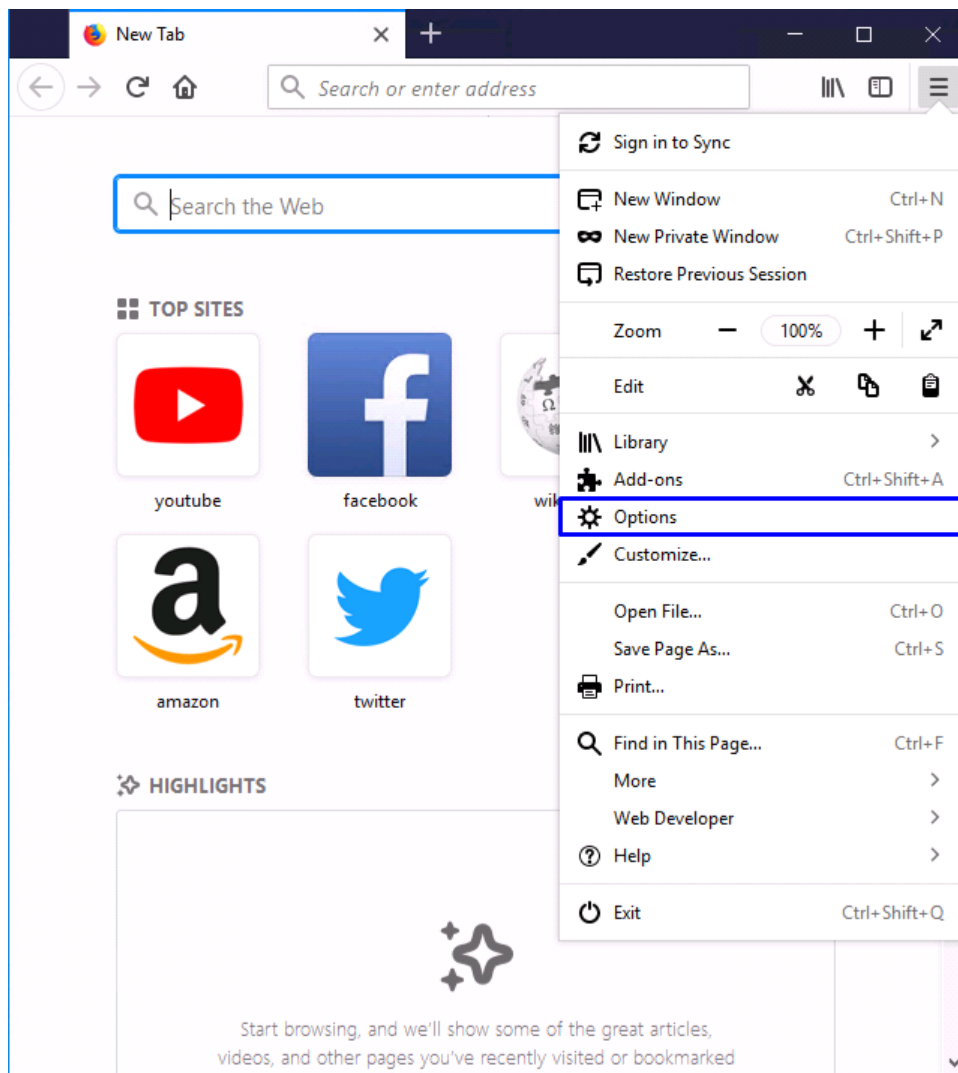 New Tab
Search or enter address
Search the Web
TOP SITES
youtube
facebook
amazon
twitter
HIGHLIGHTS
Start browsing, and we'll show some of the great articles,
videos, and other pages you've recently visited or bookmarked
Sign in to Sync
New Window Ctrl+N
New Private Window Ctrl+Shift+P
Restore Previous Session
Zoom 100%
Edit
Library
Add-ons Ctrl+Shift+A
Options
Customize...
Open File... Ctrl+O
Save Page As... Ctrl+S
Print...
Find in This Page... Ctrl+F
More
Web Developer
Help
Exit Ctrl+Shift+Q